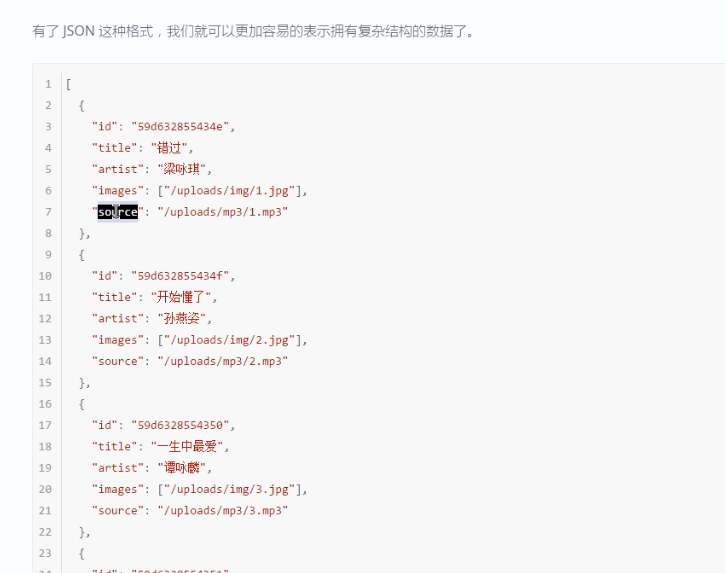 有了 JSON 这种格式，我们就可以更加容易的表示拥有复杂结构的数据了。
1 [
2 {
3 "id": "59d632855434e",
4 "title": "错过",
5 "artist": "梁咏琪",
6 "images": ["/uploads/img/1.jpg"],
7 "source": "/uploads/mp3/1.mp3"
8 },
9 {
10 "id": "59d632855434f",
11 "title": "开始懂了",
12 "artist": "孙燕姿",
13 "images": ["/uploads/img/2.jpg"],
14 "source": "/uploads/mp3/2.mp3"
15 },
16 {
17 "id": "59d6328554350",
18 "title": "一生中最爱",
19 "artist": "谭咏麟",
20 "images": ["/uploads/img/3.jpg"],
21 "source": "/uploads/mp3/3.mp3"
22 },
23 {